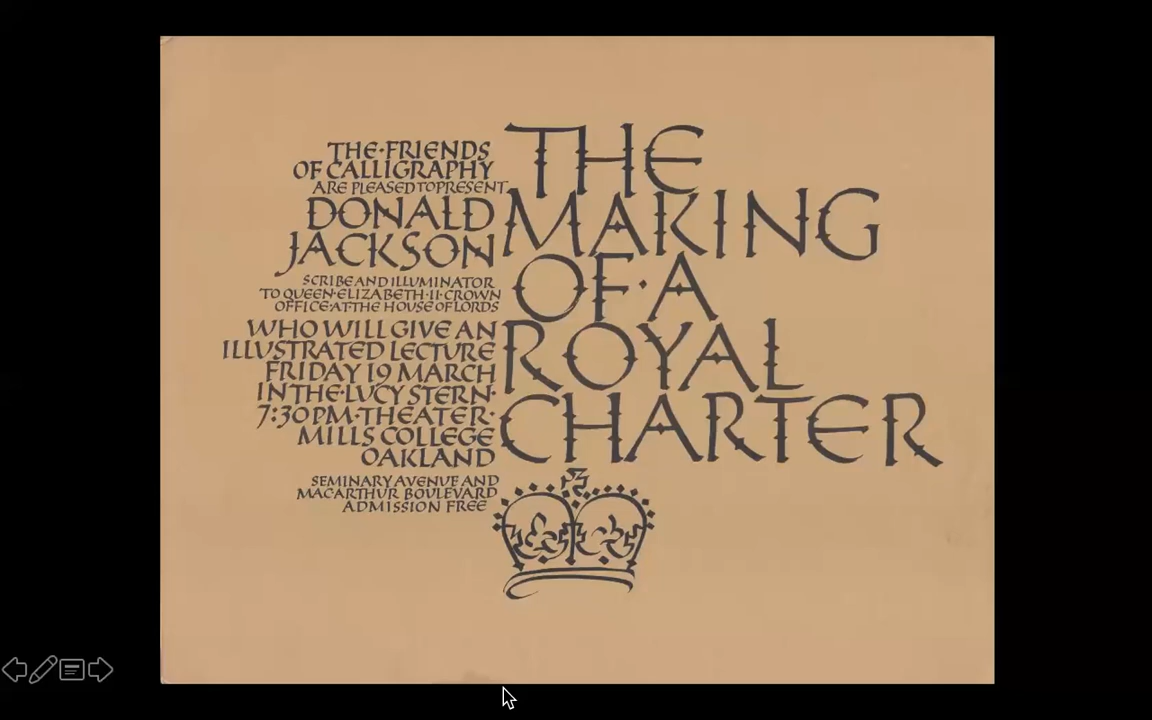 THE·FRIENDS
OF CALLIGRAPHY
ARE PLEASED TO PRESENT
DONALD
JACKSON
SCRIBE AND ILLUMINATOR
TO QUEEN·ELIZABETH·II·CROWN
OFFICE·AT·THE HOUSE OF LORDS
WHO WILL GIVE AN
ILLUSTRATED LECTURE
FRIDAY 19 MARCH
IN THE·LUCY STERN·
7:30PM·THEATER·
MILLS COLLEGE
OAKLAND
SEMINARY AVENUE AND
MACARTHUR BOULEVARD
ADMISSION FREE
THE
MAKING
OF·A
ROYAL
CHARTER